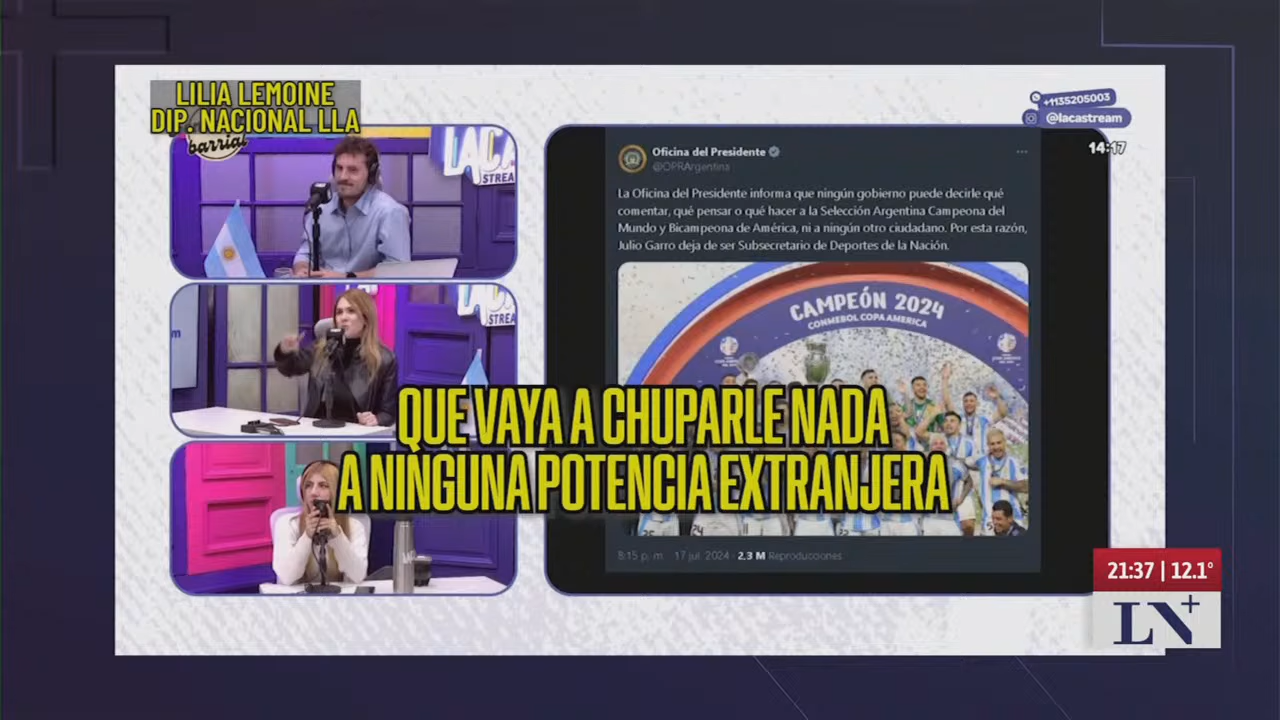 LILIA LEMOINE
DIP. NACIONAL LLA
barrial
LACA
STREA
+1135205003
@lacastream
14:17
Oficina del Presidente
@OPRArgentina
La Oficina del Presidente informa que ningún gobierno puede decirle qué
comentar, qué pensar o qué hacer a la Selección Argentina Campeona del
Mundo y Bicampeona de América, ni a ningún otro ciudadano. Por esta razón,
Julio Garro deja de ser Subsecretario de Deportes de la Nación.
CAMPEÓN 2024
CONMEBOL COPA AMERICA
STRE
QUE VAYA A CHUPARLE NADA
A NINGUNA POTENCIA EXTRANJERA
8:15 p. m. · 17 jul. 2024 · 2.3 M Reproducciones
21:37 | 12.1°
LN+